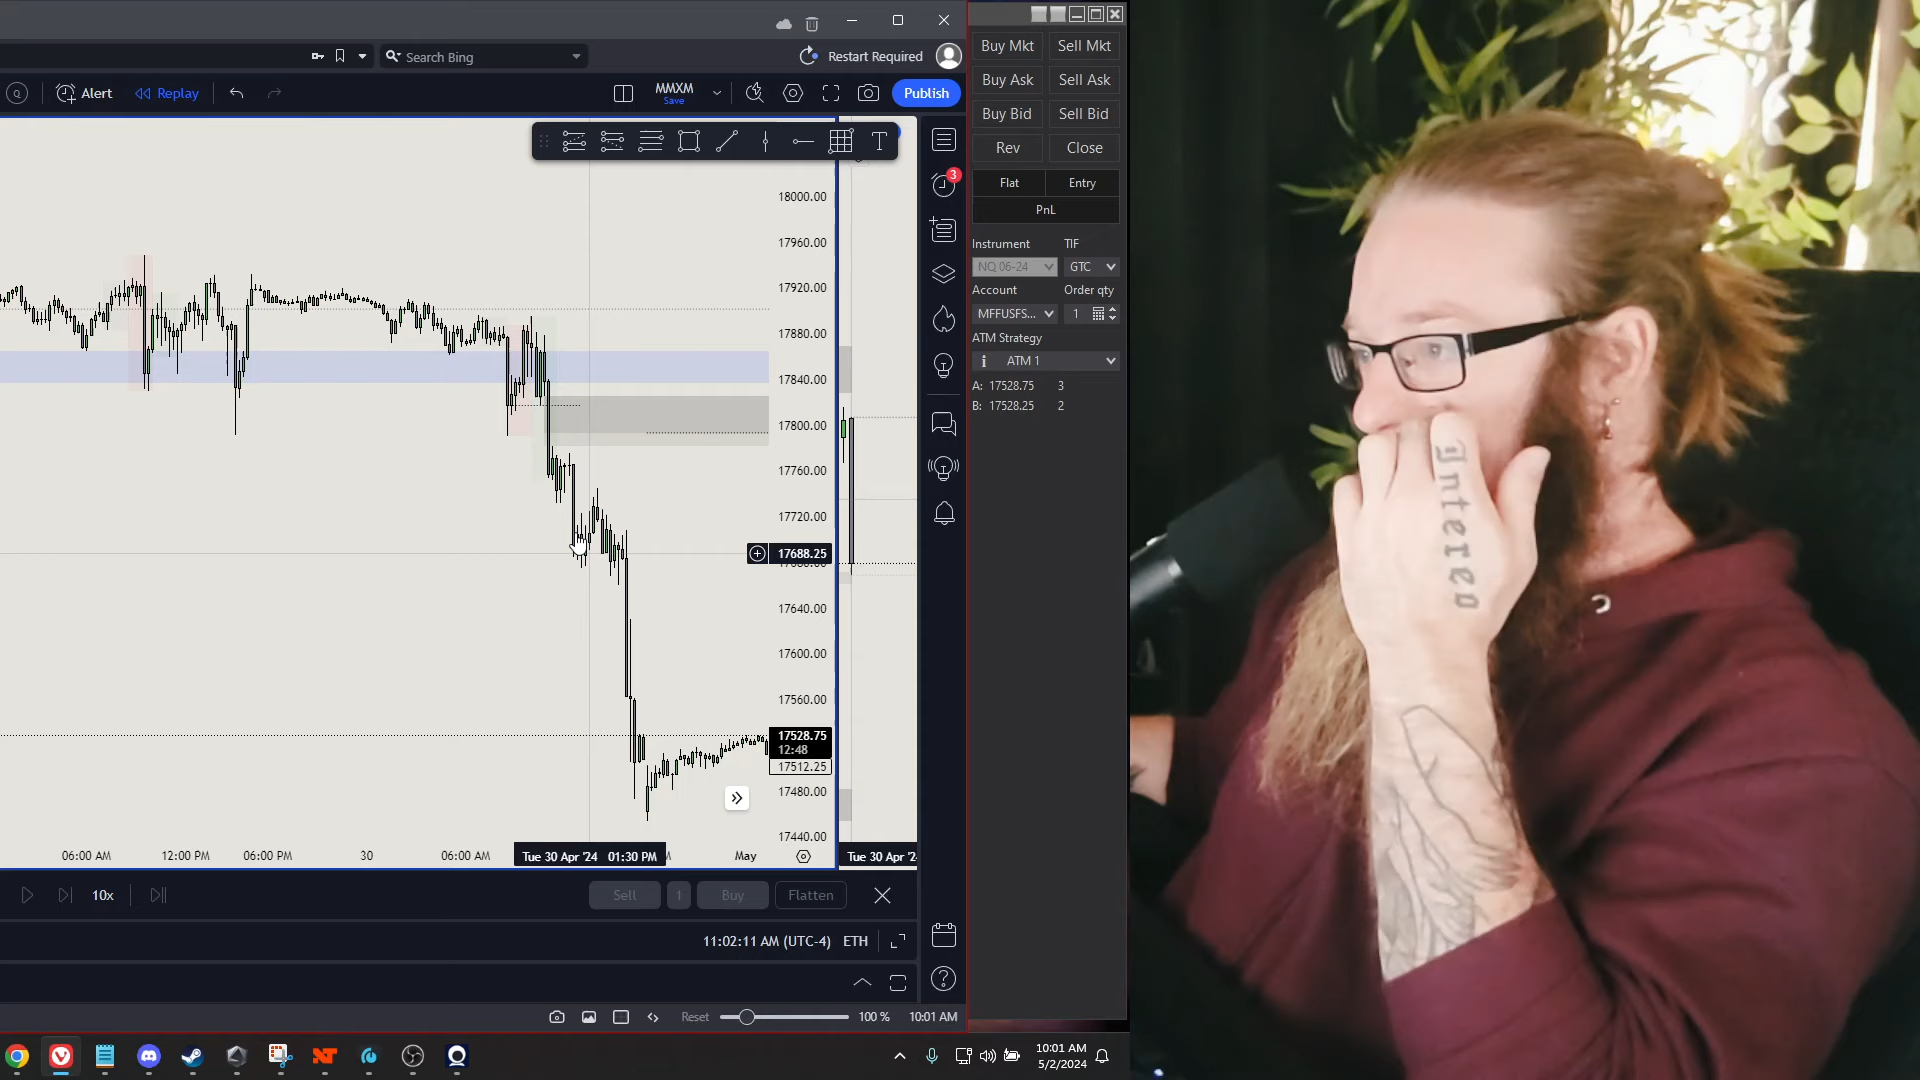 Search Bing
Restart Required
Alert
Replay
MMXM
Save
Publish
3
18000.00
17960.00
17920.00
17880.00
17840.00
17800.00
17760.00
17720.00
17688.25
17640.00
17600.00
17560.00
17528.75
12:48
17512.25
17480.00
17440.00
06:00 AM
12:00 PM
06:00 PM
30
06:00 AM
Tue 30 Apr '24 01:30 PM
May
Tue 30 Apr '2
10x
Sell
1
Buy
Flatten
11:02:11 AM (UTC-4)
ETH
Reset
100 %
10:01 AM
10:01 AM
5/2/2024
Buy Mkt
Sell Mkt
Buy Ask
Sell Ask
Buy Bid
Sell Bid
Rev
Close
Flat
Entry
PnL
Instrument
TIF
NQ 06-24
GTC
Account
Order qty
MFFUSFS...
1
ATM Strategy
ATM 1
A: 17528.75 3
B: 17528.25 2